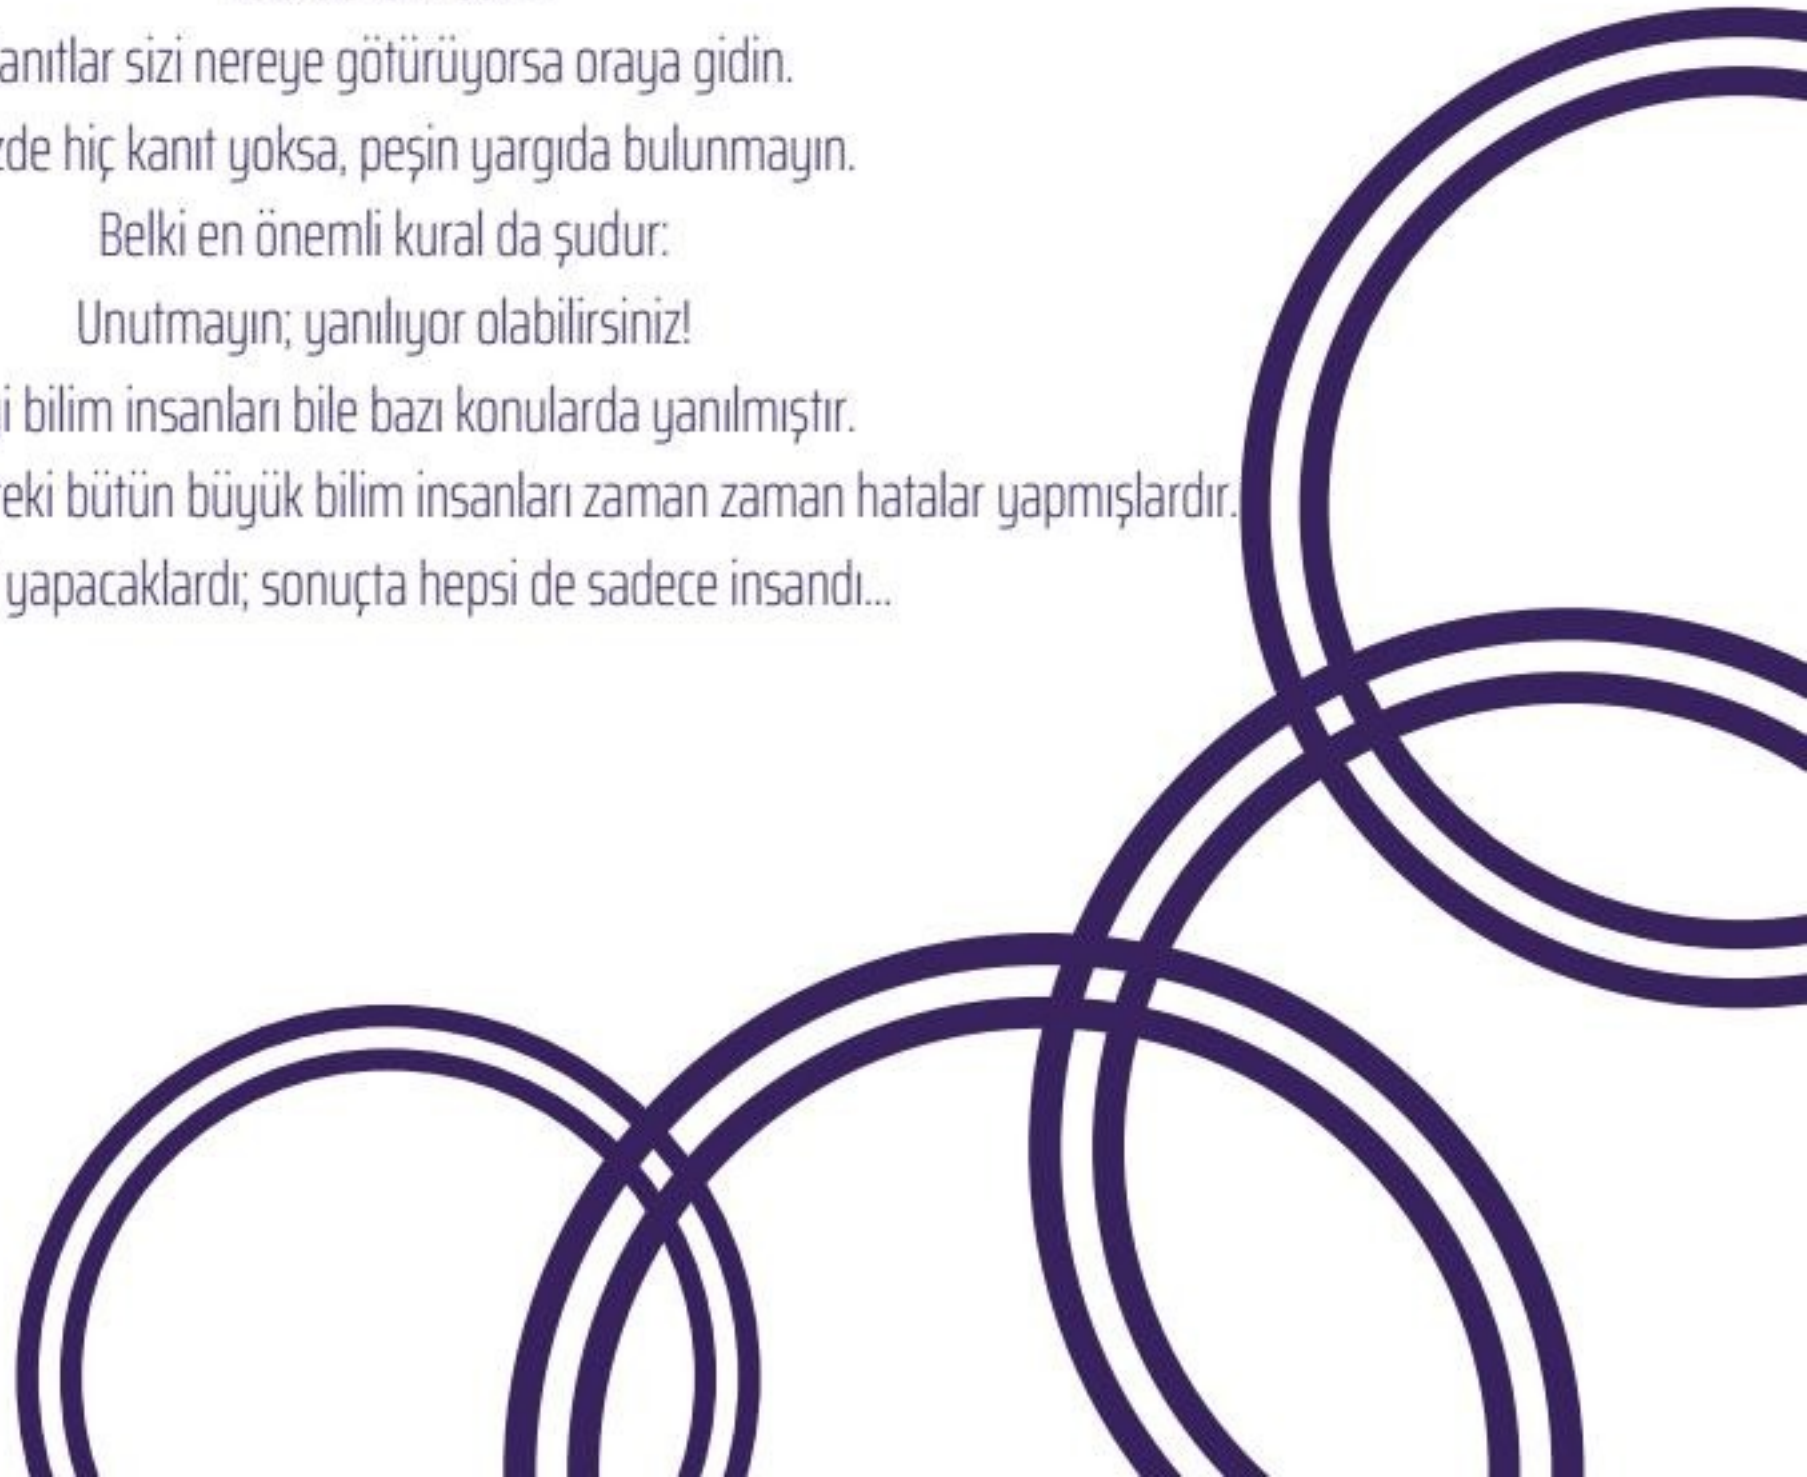 anıtlar sizi nereye götürüyorsa oraya gidin.
zde hiç kanıt yoksa, peşin yargıda bulunmayın.
Belki en önemli kural da şudur:
Unutmayın; yanılıyor olabilirsiniz!
i bilim insanları bile bazı konularda yanılmıştır.
eki bütün büyük bilim insanları zaman zaman hatalar yapmışlardır.
yapacaklardı; sonuçta hepsi de sadece insandı...